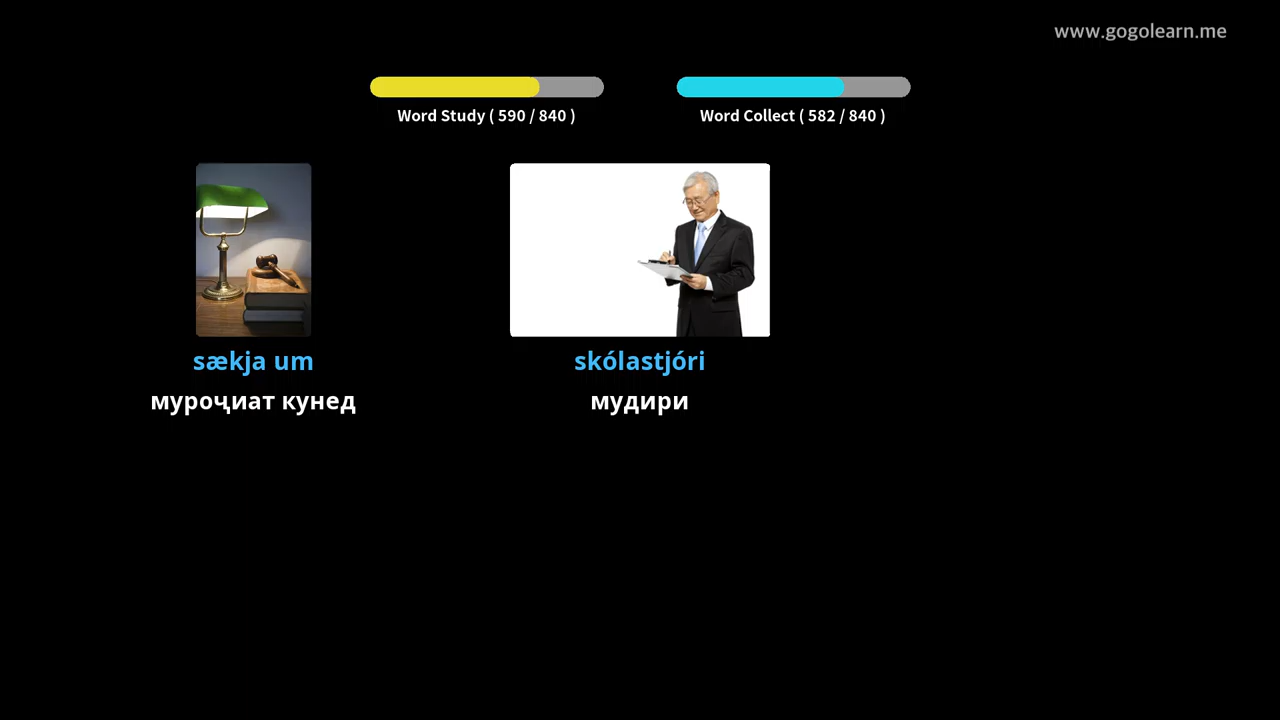 www.gogolearn.me
Word Study ( 590 / 840 )
Word Collect ( 582 / 840 )
sækja um
муроҷиат кунед
skólastjóri
мудири